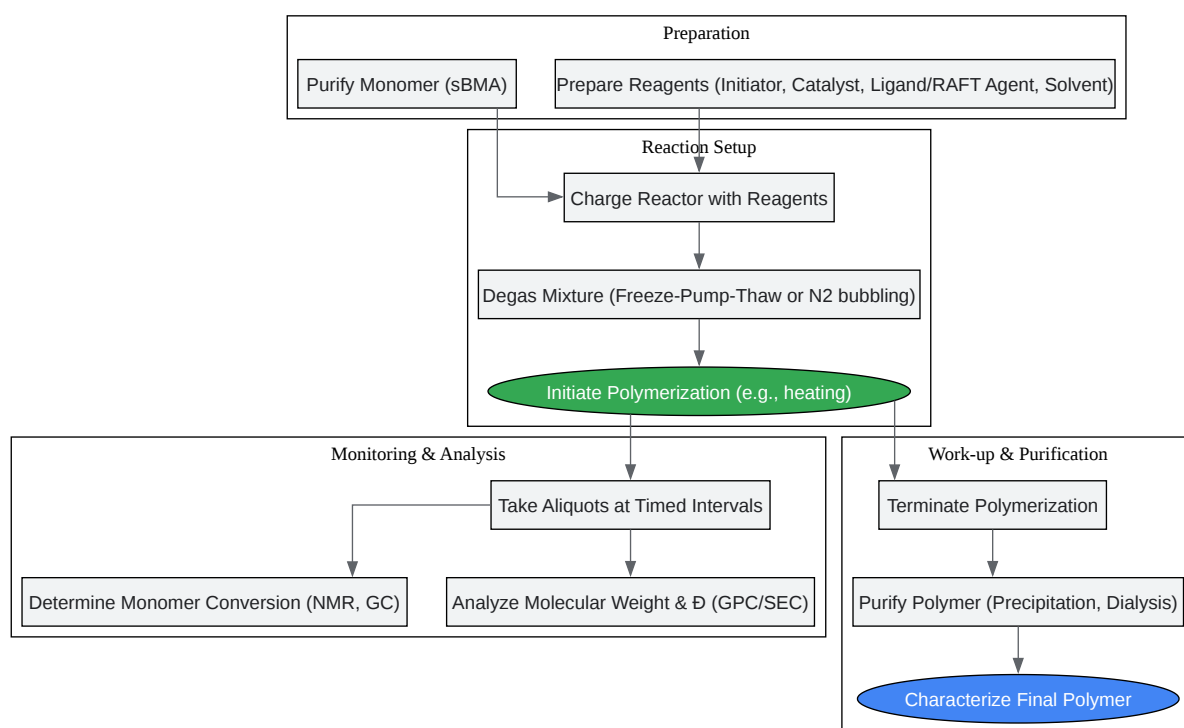 Preparation
Purify Monomer (sBMA)
Prepare Reagents (Initiator, Catalyst, Ligand/RAFT Agent, Solvent)
Reaction Setup
Charge Reactor with Reagents
Degas Mixture (Freeze-Pump-Thaw or N2 bubbling)
Initiate Polymerization (e.g., heating)
Monitoring & Analysis
Take Aliquots at Timed Intervals
Determine Monomer Conversion (NMR, GC)
Analyze Molecular Weight & Đ (GPC/SEC)
Work-up & Purification
Terminate Polymerization
Purify Polymer (Precipitation, Dialysis)
Characterize Final Polymer